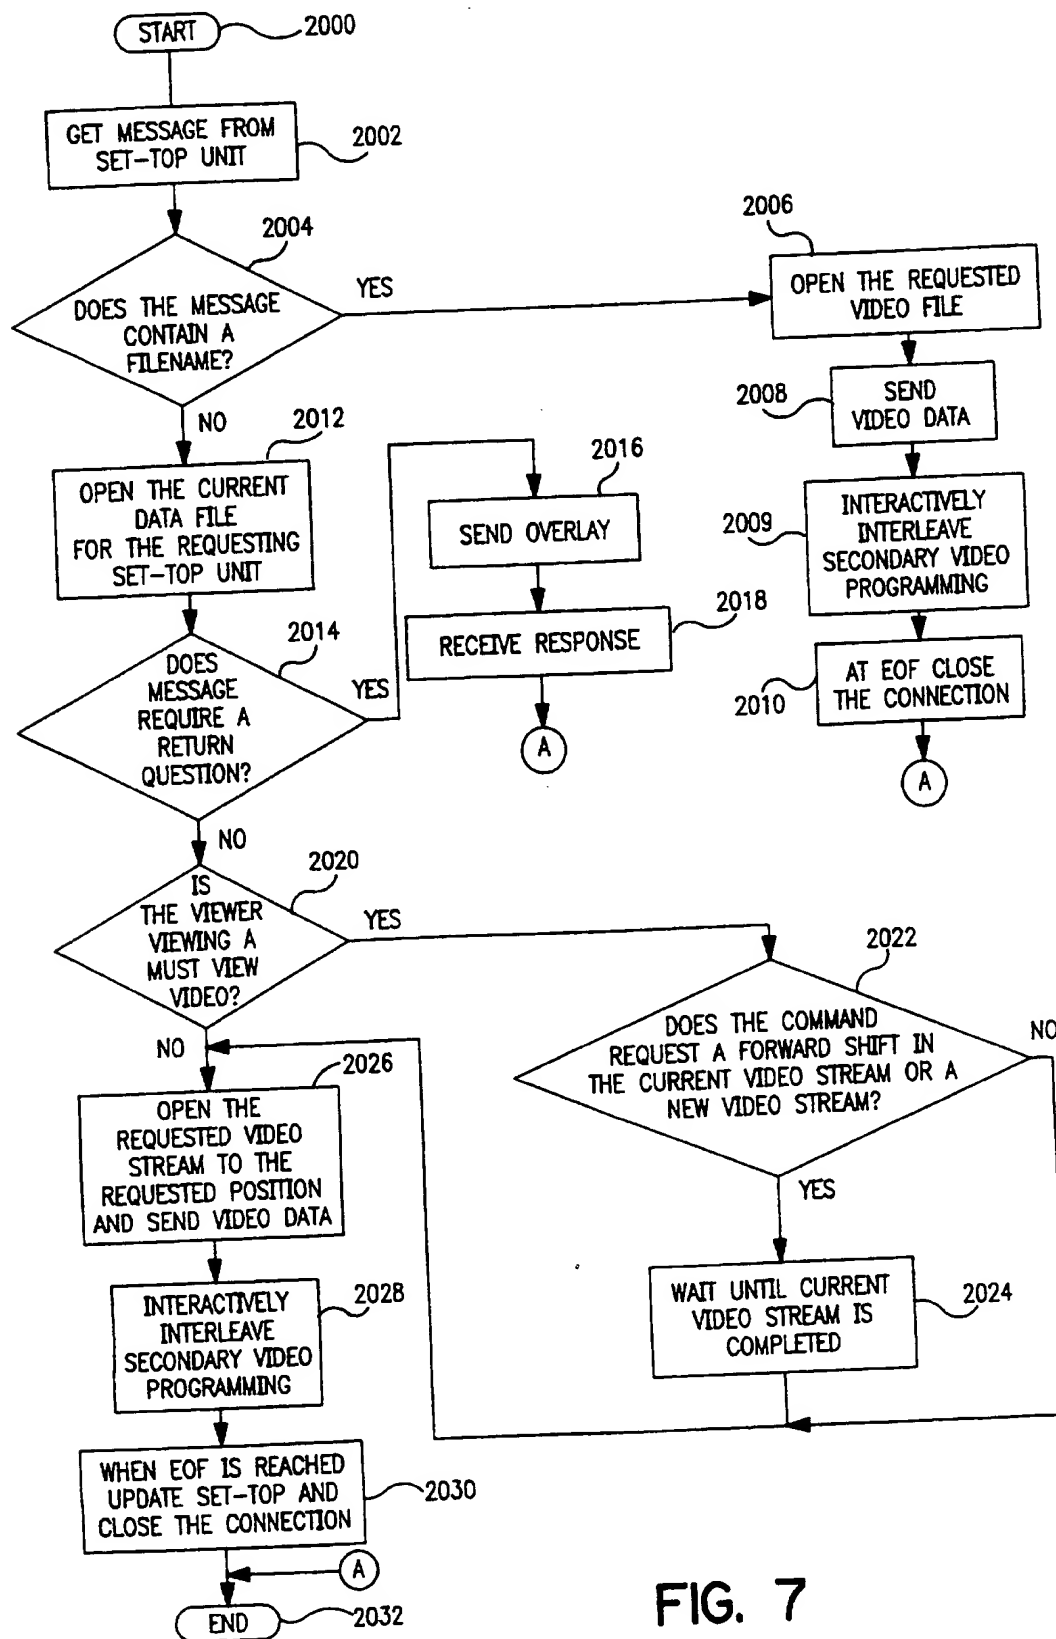 START
2000
GET MESSAGE FROM
SET-TOP UNIT
2002
2004
DOES THE MESSAGE
CONTAIN A
FILENAME?
YES
NO
2006
OPEN THE REQUESTED
VIDEO FILE
2008
SEND
VIDEO DATA
2009
INTERACTIVELY
INTERLEAVE
SECONDARY VIDEO
PROGRAMMING
2010
AT EOF CLOSE
THE CONNECTION
A
2012
OPEN THE CURRENT
DATA FILE
FOR THE REQUESTING
SET-TOP UNIT
2014
DOES
MESSAGE
REQUIRE A
RETURN
QUESTION?
YES
NO
2016
SEND OVERLAY
2018
RECEIVE RESPONSE
A
2020
IS
THE VIEWER
VIEWING A
MUST VIEW
VIDEO?
YES
NO
2022
DOES THE COMMAND
REQUEST A FORWARD SHIFT IN
THE CURRENT VIDEO STREAM OR A
NEW VIDEO STREAM?
NO
YES
WAIT UNTIL CURRENT
VIDEO STREAM IS
COMPLETED
2024
2026
OPEN THE
REQUESTED VIDEO
STREAM TO THE
REQUESTED POSITION
AND SEND VIDEO DATA
2028
INTERACTIVELY
INTERLEAVE
SECONDARY VIDEO
PROGRAMMING
WHEN EOF IS REACHED
UPDATE SET-TOP AND
CLOSE THE CONNECTION
2030
A
END
2032
FIG. 7